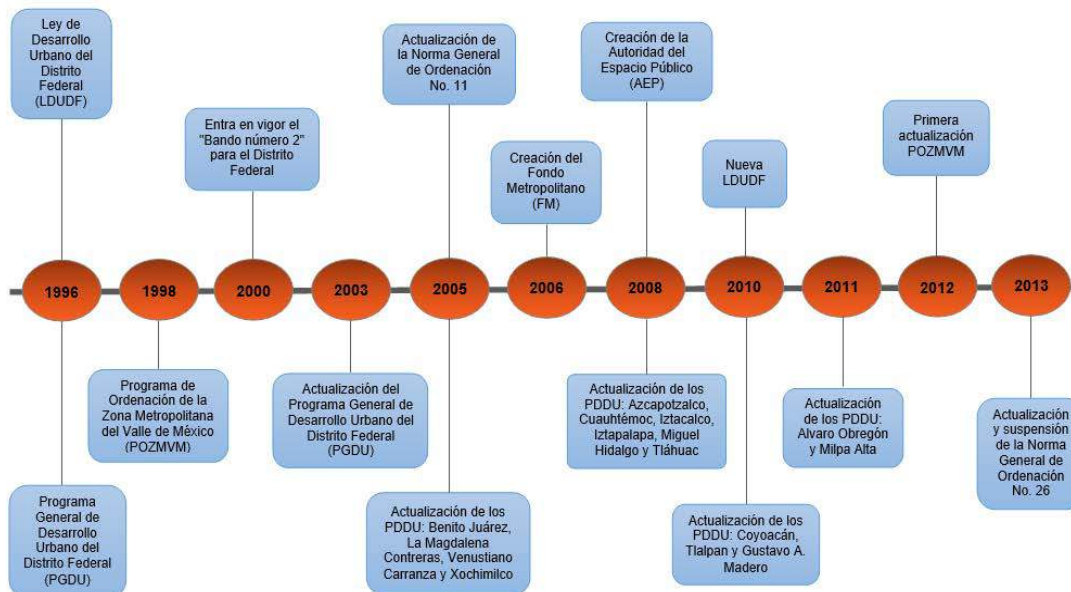 Ley de
Desarrollo
Urbano del
Distrito
Federal
(LDUDF)
Entra en vigor el
"Bando número 2"
para el Distrito
Federal
Actualización de
la Norma General
de Ordenación
No. 11
Creación del
Fondo
Metropolitano
(FM)
Creación de la
Autoridad del
Espacio Público
(AEP)
Nueva
LDUDF
Primera
actualización
POZMVM
1996
1998
2000
2003
2005
2006
2008
2010
2011
2012
2013
Programa
General de
Desarrollo
Urbano del
Distrito Federal
(PGDU)
Programa de
Ordenación de la
Zona Metropolitana
del Valle de México
(POZMVM)
Actualización del
Programa General de
Desarrollo Urbano del
Distrito Federal
(PGDU)
Actualización de los
PDDU: Benito Juárez,
La Magdalena
Contreras, Venustiano
Carranza y Xochimilco
Actualización de los
PDDU: Azcapotzalco,
Cuauhtémoc, Iztacalco,
Iztapalapa, Miguel
Hidalgo y Tláhuac
Actualización de los
PDDU: Coyoacán,
Tlalpan y Gustavo A.
Madero
Actualización
de los PDDU:
Alvaro Obregón
y Milpa Alta
Actualización
y suspensión
de la Norma
General de
Ordenación
No. 26